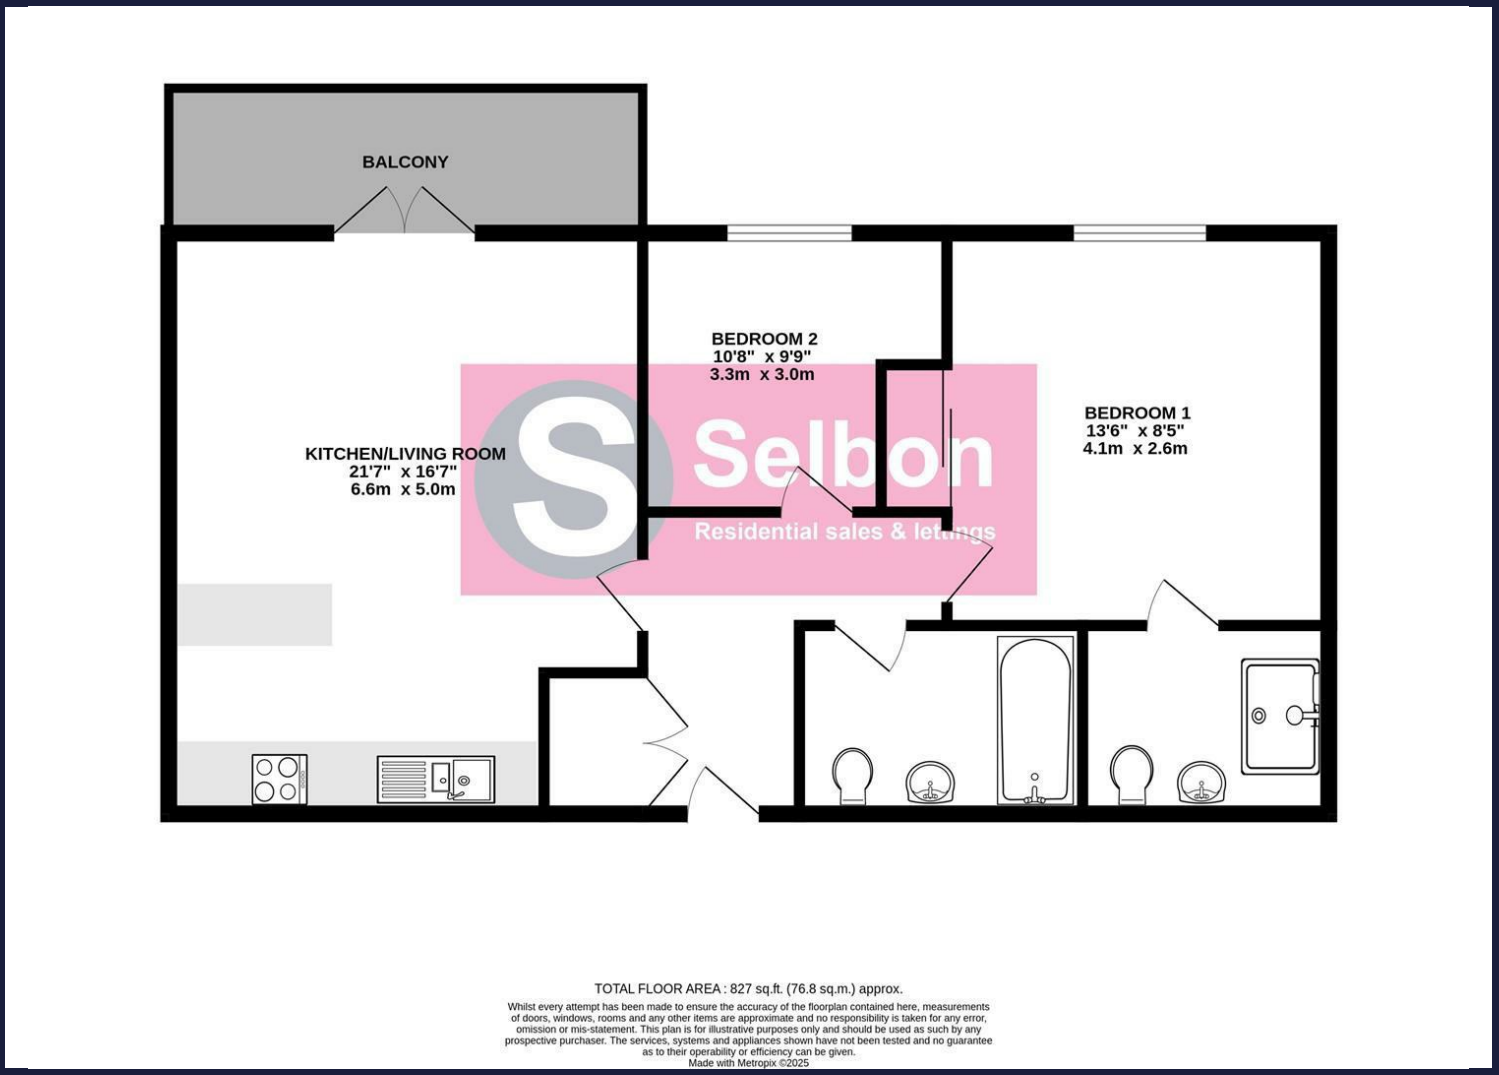 BALCONY
BEDROOM 2
10'8" x 9'9"
3.3m x 3.0m
BEDROOM 1
13'6" x 8'5"
4.1m x 2.6m
KITCHEN/LIVING ROOM
21'7" x 16'7"
6.6m x 5.0m
S Selbon
Residential sales & lettings
TOTAL FLOOR AREA : 827 sq.ft. (76.8 sq.m.) approx.
Whilst every attempt has been made to ensure the accuracy of the floorplan contained here, measurements
of doors, windows, rooms and any other items are approximate and no responsibility is taken for any error,
omission or mis-statement. This plan is for illustrative purposes only and should be used as such by any
prospective purchaser. The services, systems and appliances shown have not been tested and no guarantee
as to their operability or efficiency can be given.
Made with Metropix ©2025